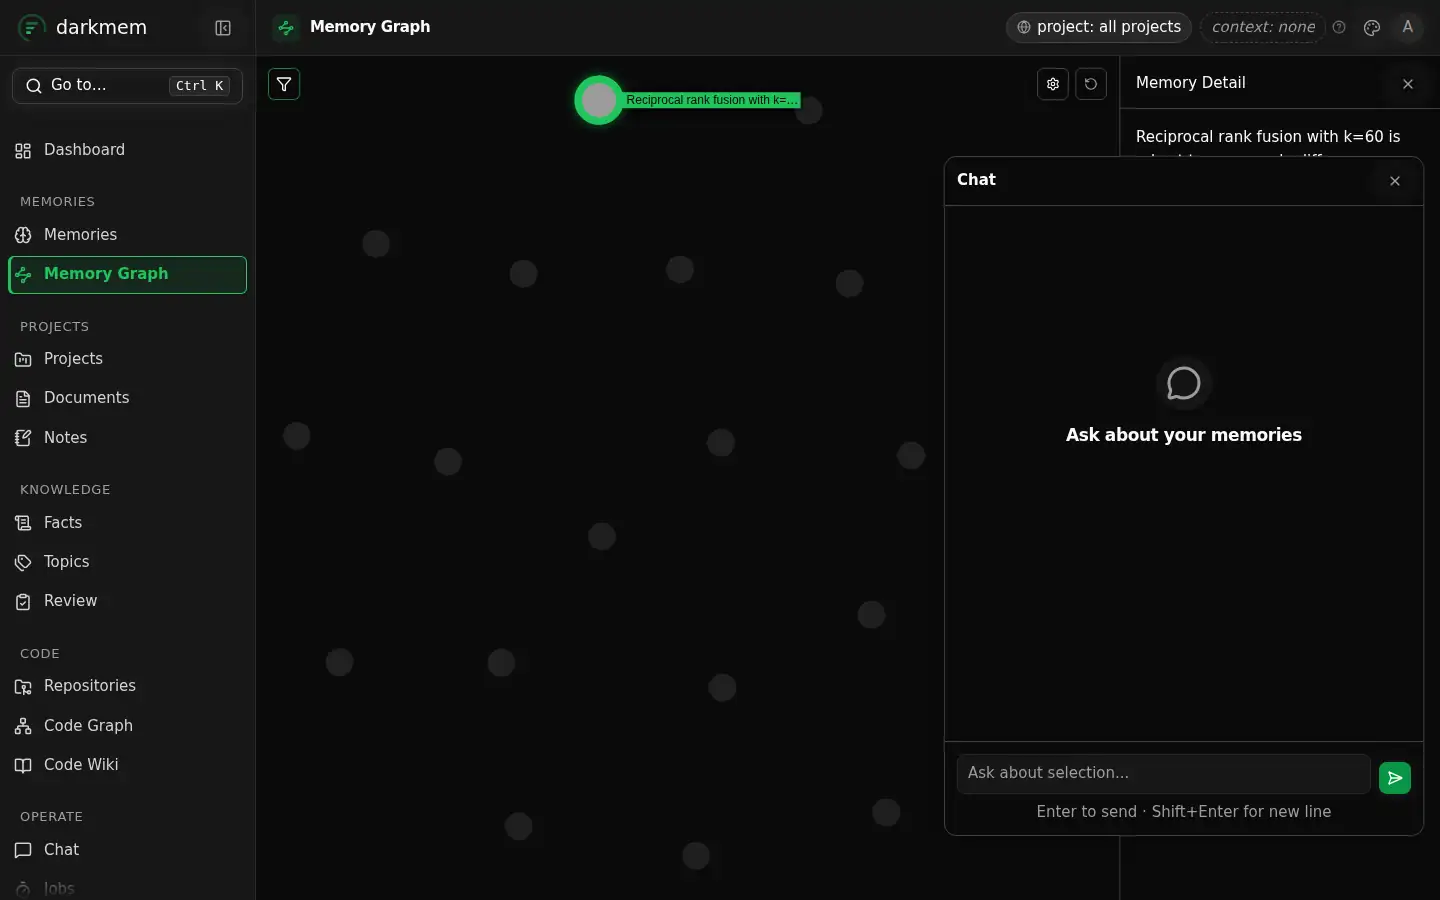 darkmem
Go to...
Ctrl K
Dashboard
MEMORIES
Memories
Memory Graph
PROJECTS
Projects
Documents
Notes
KNOWLEDGE
Facts
Topics
Review
CODE
Repositories
Code Graph
Code Wiki
OPERATE
Chat
Jobs
Memory Graph
project: all projects
context: none
A
Reciprocal rank fusion with k=...
Memory Detail
Reciprocal rank fusion with k=60 is
Chat
Ask about your memories
Ask about selection...
Enter to send · Shift+Enter for new line